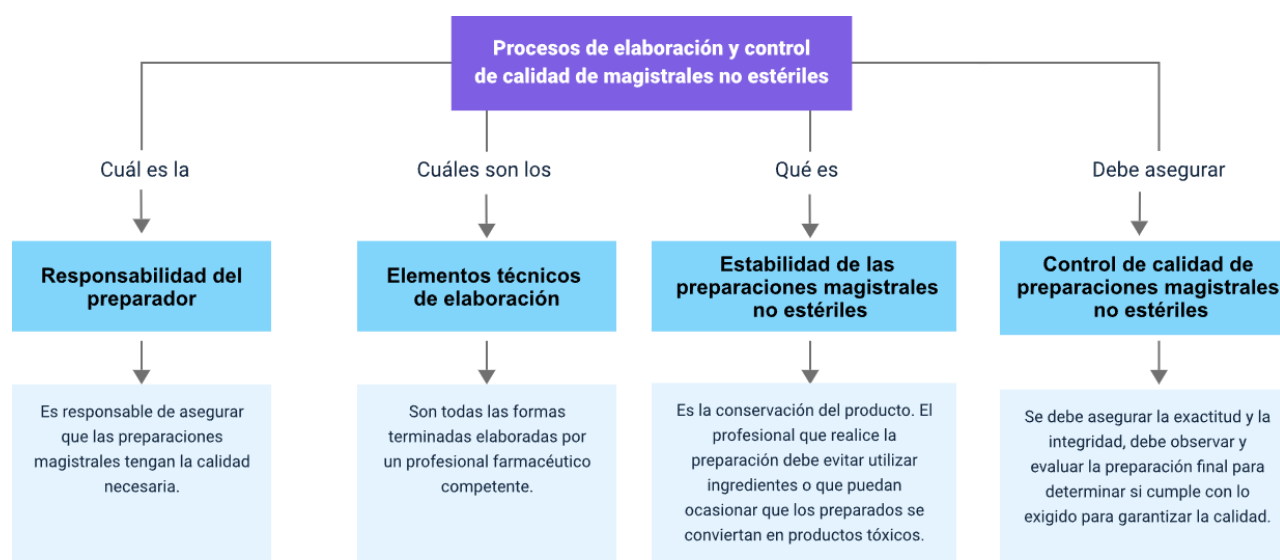 Procesos de elaboración y control
de calidad de magistrales no estériles
Cuál es la
Cuáles son los
Qué es
Debe asegurar
Responsabilidad del
preparador
Elementos técnicos
de elaboración
Estabilidad de las
preparaciones magistrales
no estériles
Control de calidad de
preparaciones magistrales
no estériles
Es responsable de asegurar
que las preparaciones
magistrales tengan la calidad
necesaria.
Son todas las formas
terminadas elaboradas por
un profesional farmacéutico
competente.
Es la conservación del producto. El
profesional que realice la
preparación debe evitar utilizar
ingredientes o que puedan
ocasionar que los preparados se
conviertan en productos tóxicos.
Se debe asegurar la exactitud y la
integridad, debe observar y
evaluar la preparación final para
determinar si cumple con lo
exigido para garantizar la calidad.